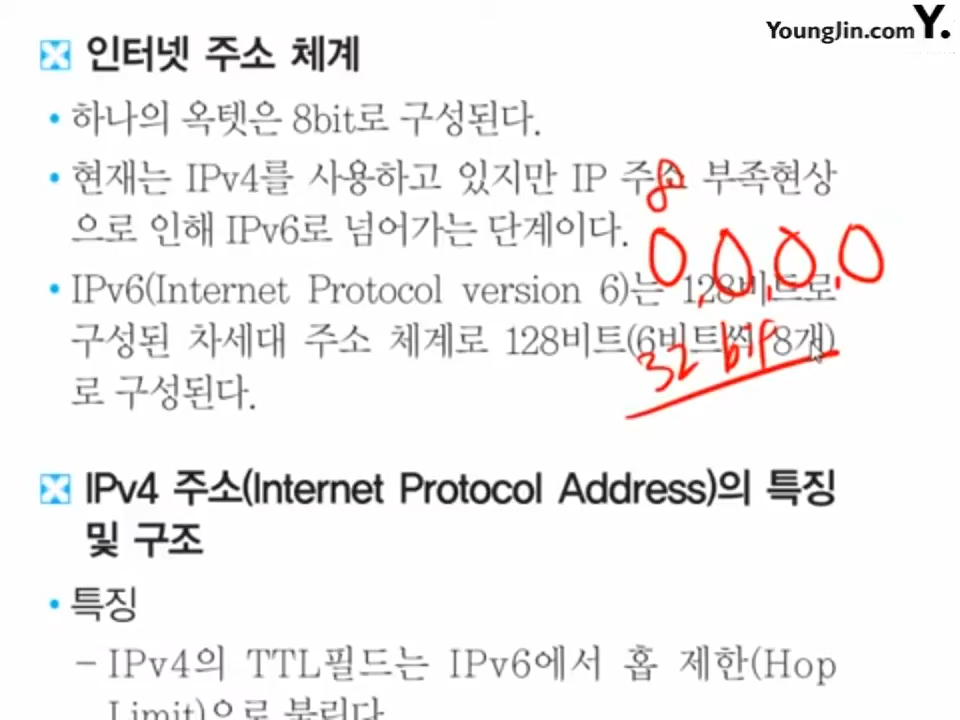 YoungJin.com Y.
인터넷 주소 체계
• 하나의 옥텟은 8bit로 구성된다.
• 현재는 IPv4를 사용하고 있지만 IP 주소 부족현상
으로 인해 IPv6로 넘어가는 단계이다.
8
0.0.0.0
• IPv6(Internet Protocol version 6)는 128비트로
구성된 차세대 주소 체계로 128비트(6비트씩 8개)
32 bit
로 구성된다.
IPv4 주소(Internet Protocol Address)의 특징
및 구조
• 특징
– IPv4의 TTL필드는 IPv6에서 홉 제한(Hop
Limit)으로 불린다